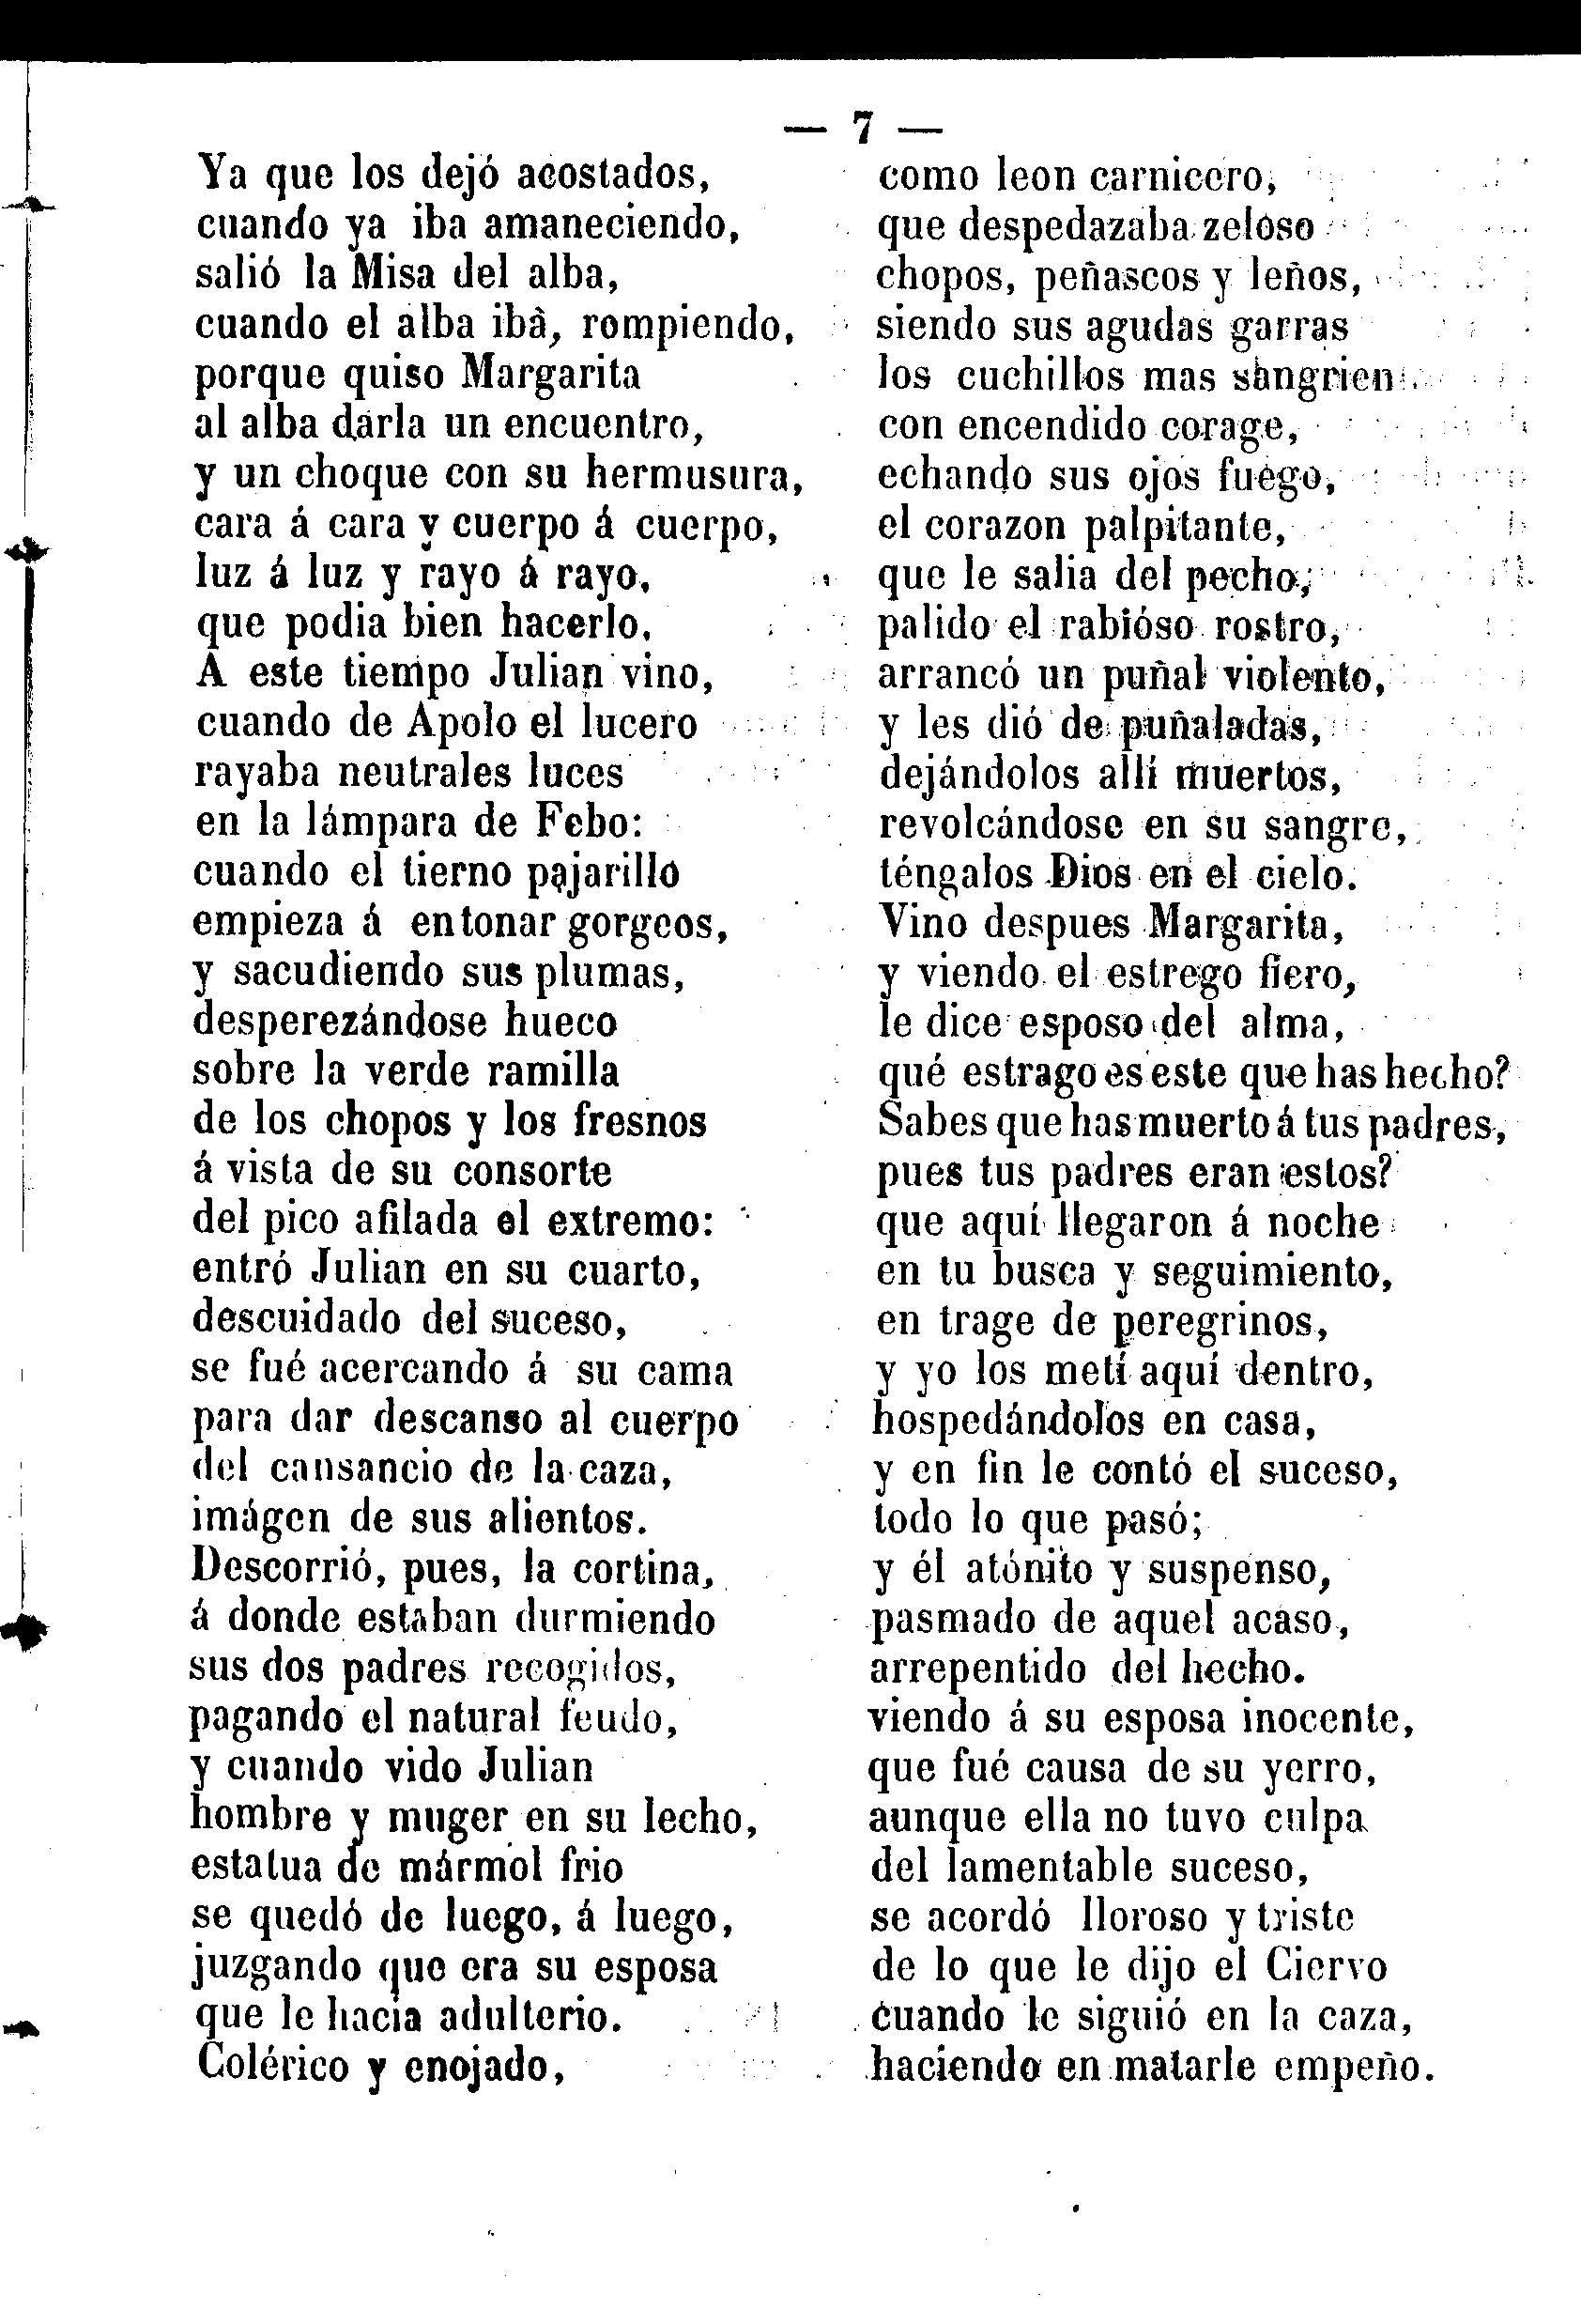 — 7 —
Ya que los dejó acostados,
cuando ya iba amaneciendo,
salió la Misa del alba,
cuando el alba iba, rompiendo,
porque quiso Margarita
al alba darla un encuentro,
y un choque con su hermusura,
cara á cara y cuerpo á cuerpo,
luz á luz y rayo á rayo,
que podia bien hacerlo.
A este tiempo Julian vino,
cuando de Apolo el lucero
rayaba neutrales luces
en la lámpara de Febo:
cuando el tierno pajarillo
empieza á entonar gorgeos,
y sacudiendo sus plumas,
desperezándose hueco
sobre la verde ramilla
de los chopos y los fresnos
á vista de su consorte
del pico afilada el extremo:
entró Julian en su cuarto,
descuidado del suceso,
se fué acercando á su cama
para dar descanso al cuerpo
del cansancio de la caza,
imágen de sus alientos.
Descorrió, pues, la cortina,
á donde estaban durmiendo
sus dos padres recogidos,
pagando el natural feudo,
y cuando vido Julian
hombre y muger en su lecho,
estatua de mármol frio
se quedó de luego, á luego,
juzgando que era su esposa
que le hacia adulterio.
Colérico y enojado,
como leon carnicero,
que despedazaba zeloso
chopos, peñascos y leños,
siendo sus agudas garras
los cuchillos mas sangrien
con encendido corage,
echando sus ojos fuego,
el corazon palpitante,
que le salia del pecho,
palido el rabióso rostro,
arrancó un puñal violento,
y les dió de puñaladas,
dejándolos allí muertos,
revolcándose en su sangre,
téngalos Dios en el cielo.
Vino despues Margarita,
y viendo el estrego fiero,
le dice esposo del alma,
qué estrago es este que has hecho?
Sabes que has muerto á tus padres,
pues tus padres eran estos?
que aquí llegaron á noche
en tu busca y seguimiento,
en trage de peregrinos,
y yo los metí aquí dentro,
hospedándolos en casa,
y en fin le contó el suceso,
todo lo que pasó;
y él atónito y suspenso,
pasmado de aquel acaso,
arrepentido del hecho.
viendo á su esposa inocente,
que fué causa de su yerro,
aunque ella no tuvo culpa
del lamentable suceso,
se acordó lloroso y triste
de lo que le dijo el Ciervo
cuando le siguió en la caza,
haciendo en matarle empeño.